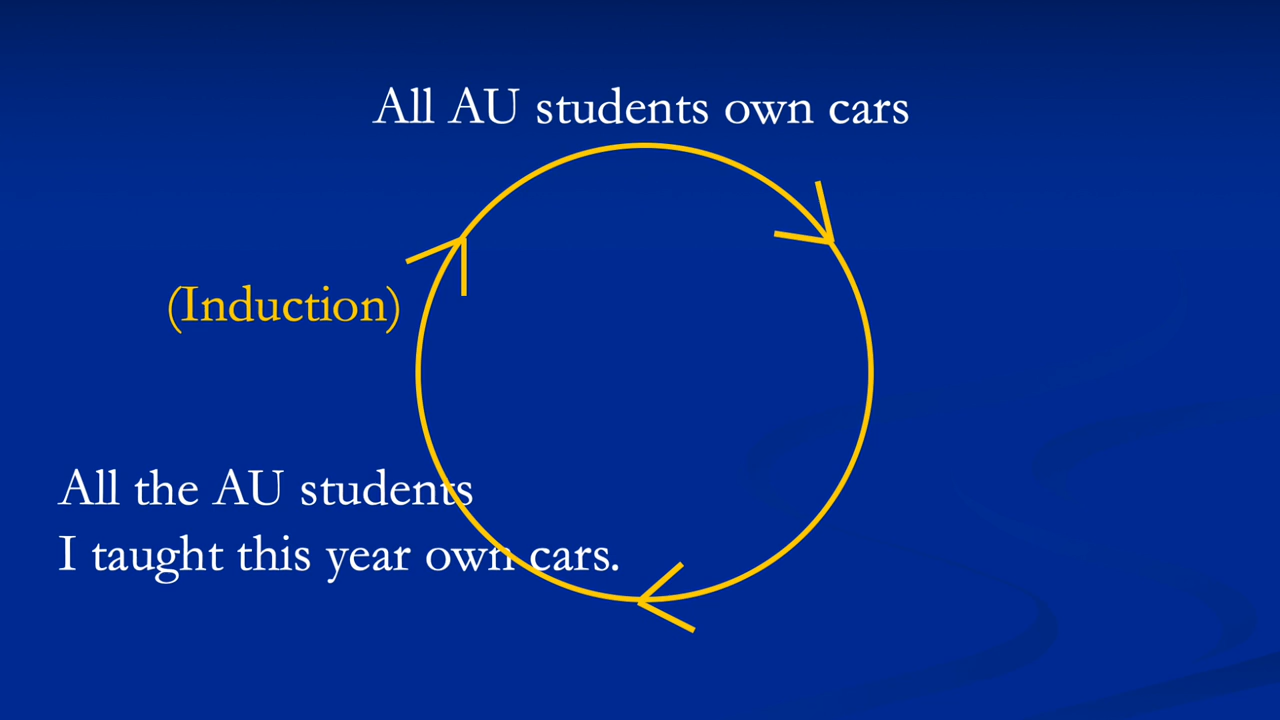 All AU students own cars
(Induction)
All the AU students
I taught this year own cars.